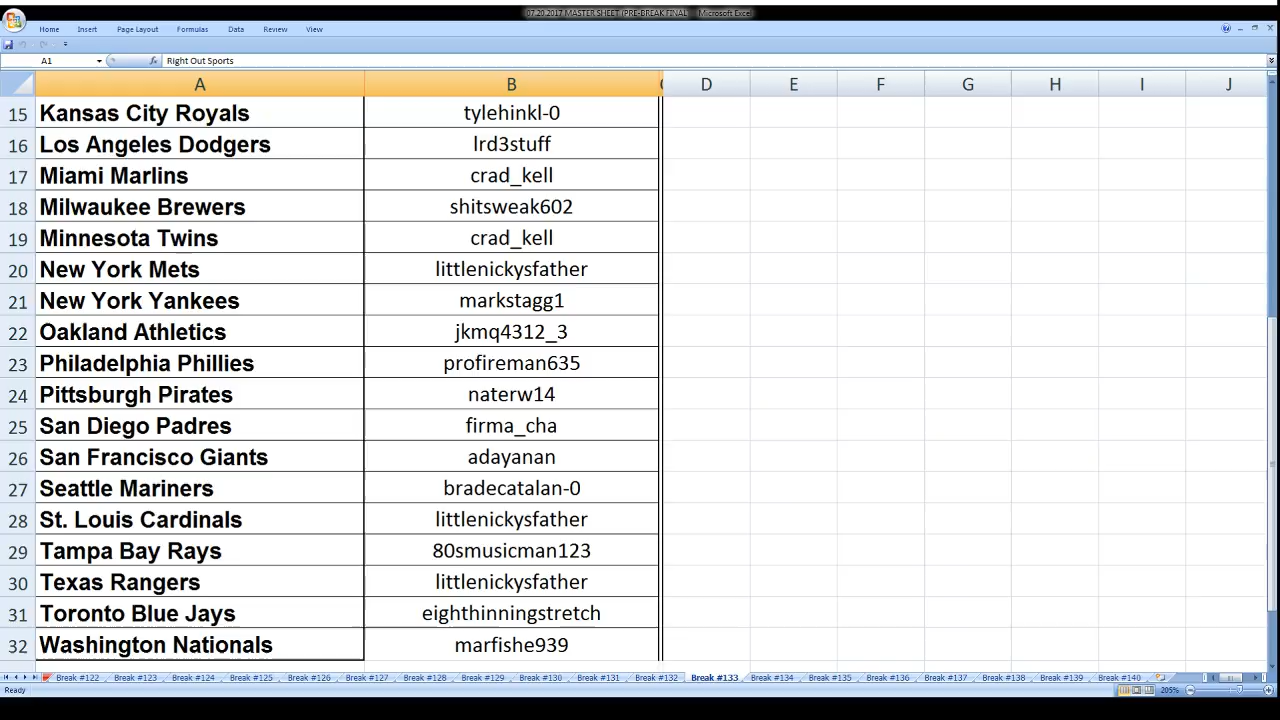 07.20.2017 MASTER SHEET (PRE-BREAK FINAL) - Microsoft Excel
Home Insert Page Layout Formulas Data Review View
A1 fx Right Out Sports
A B C D E F G H I J
15 Kansas City Royals tylehinkl-0
16 Los Angeles Dodgers lrd3stuff
17 Miami Marlins crad_kell
18 Milwaukee Brewers shitsweak602
19 Minnesota Twins crad_kell
20 New York Mets littlenickysfather
21 New York Yankees markstagg1
22 Oakland Athletics jkmq4312_3
23 Philadelphia Phillies profireman635
24 Pittsburgh Pirates naterw14
25 San Diego Padres firma_cha
26 San Francisco Giants adayanan
27 Seattle Mariners bradecatalan-0
28 St. Louis Cardinals littlenickysfather
29 Tampa Bay Rays 80smusicman123
30 Texas Rangers littlenickysfather
31 Toronto Blue Jays eighthinningstretch
32 Washington Nationals marfishe939
Break #122 Break #123 Break #124 Break #125 Break #126 Break #127 Break #128 Break #129 Break #130 Break #131 Break #132 Break #133 Break #134 Break #135 Break #136 Break #137 Break #138 Break #139 Break #140
Ready 205%